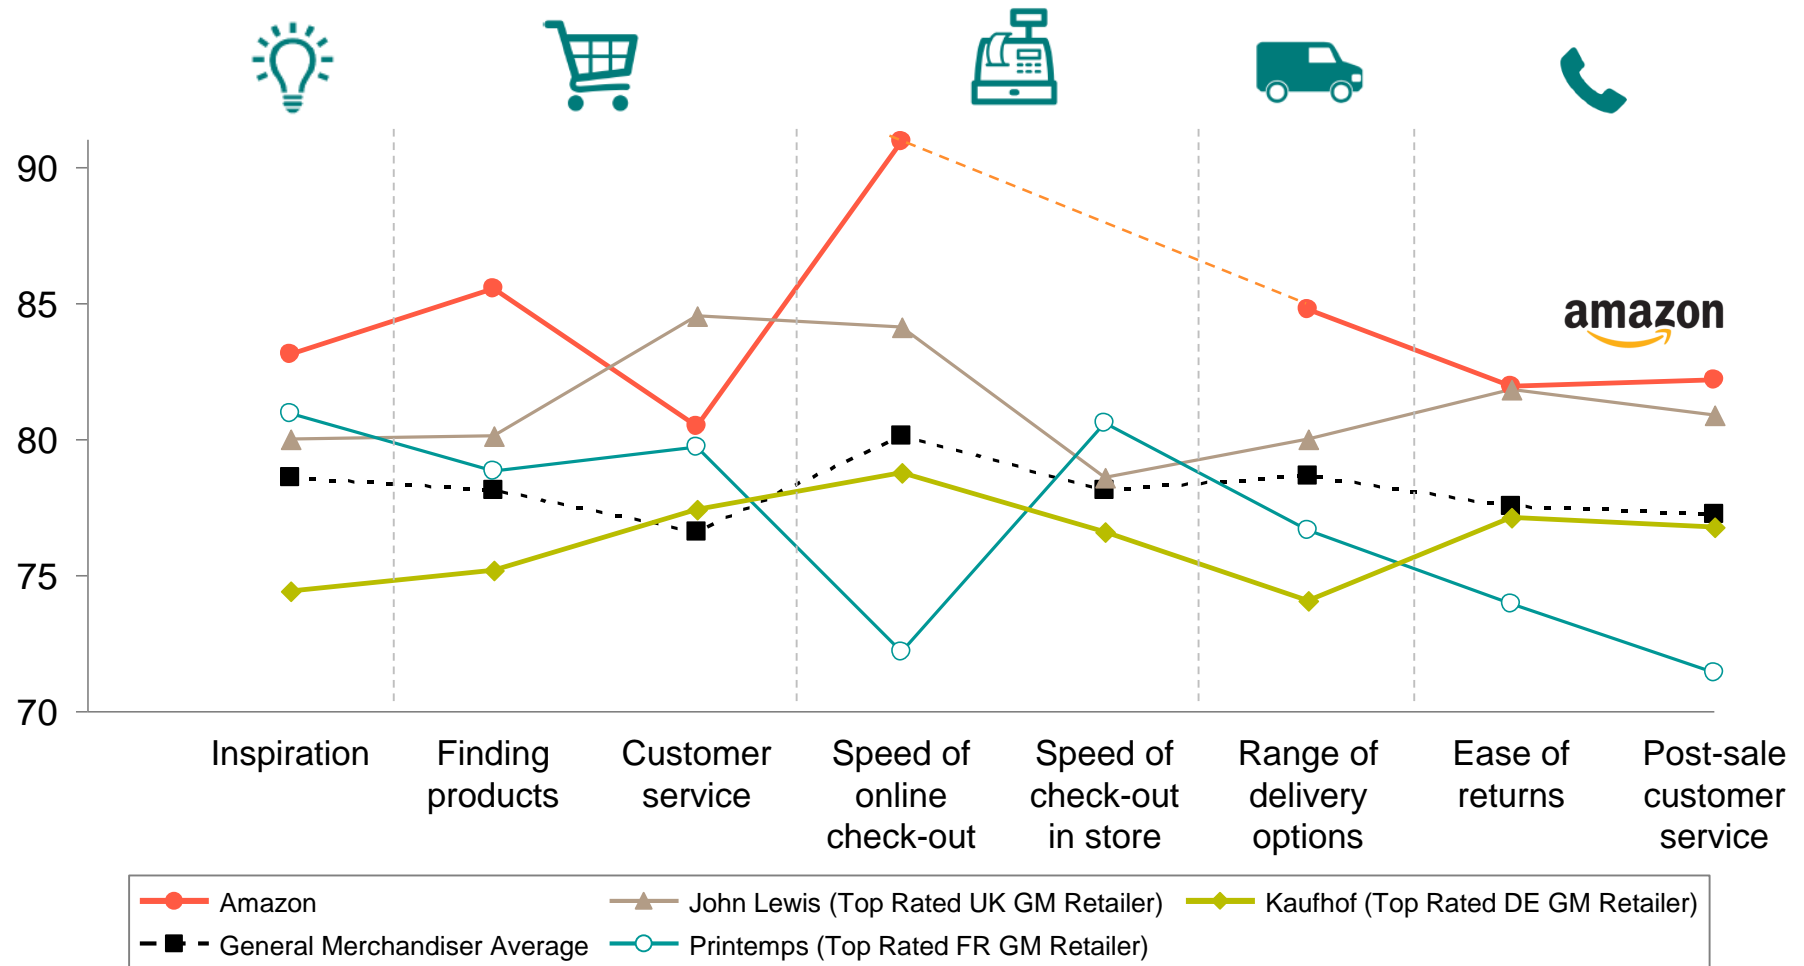 90
85
80
75
70
amazon
Inspiration
Finding
products
Customer
service
Speed of
online
check-out
Speed of
check-out
in store
Range of
delivery
options
Ease of
returns
Post-sale
customer
service
Amazon
John Lewis (Top Rated UK GM Retailer)
Kaufhof (Top Rated DE GM Retailer)
General Merchandiser Average
Printemps (Top Rated FR GM Retailer)